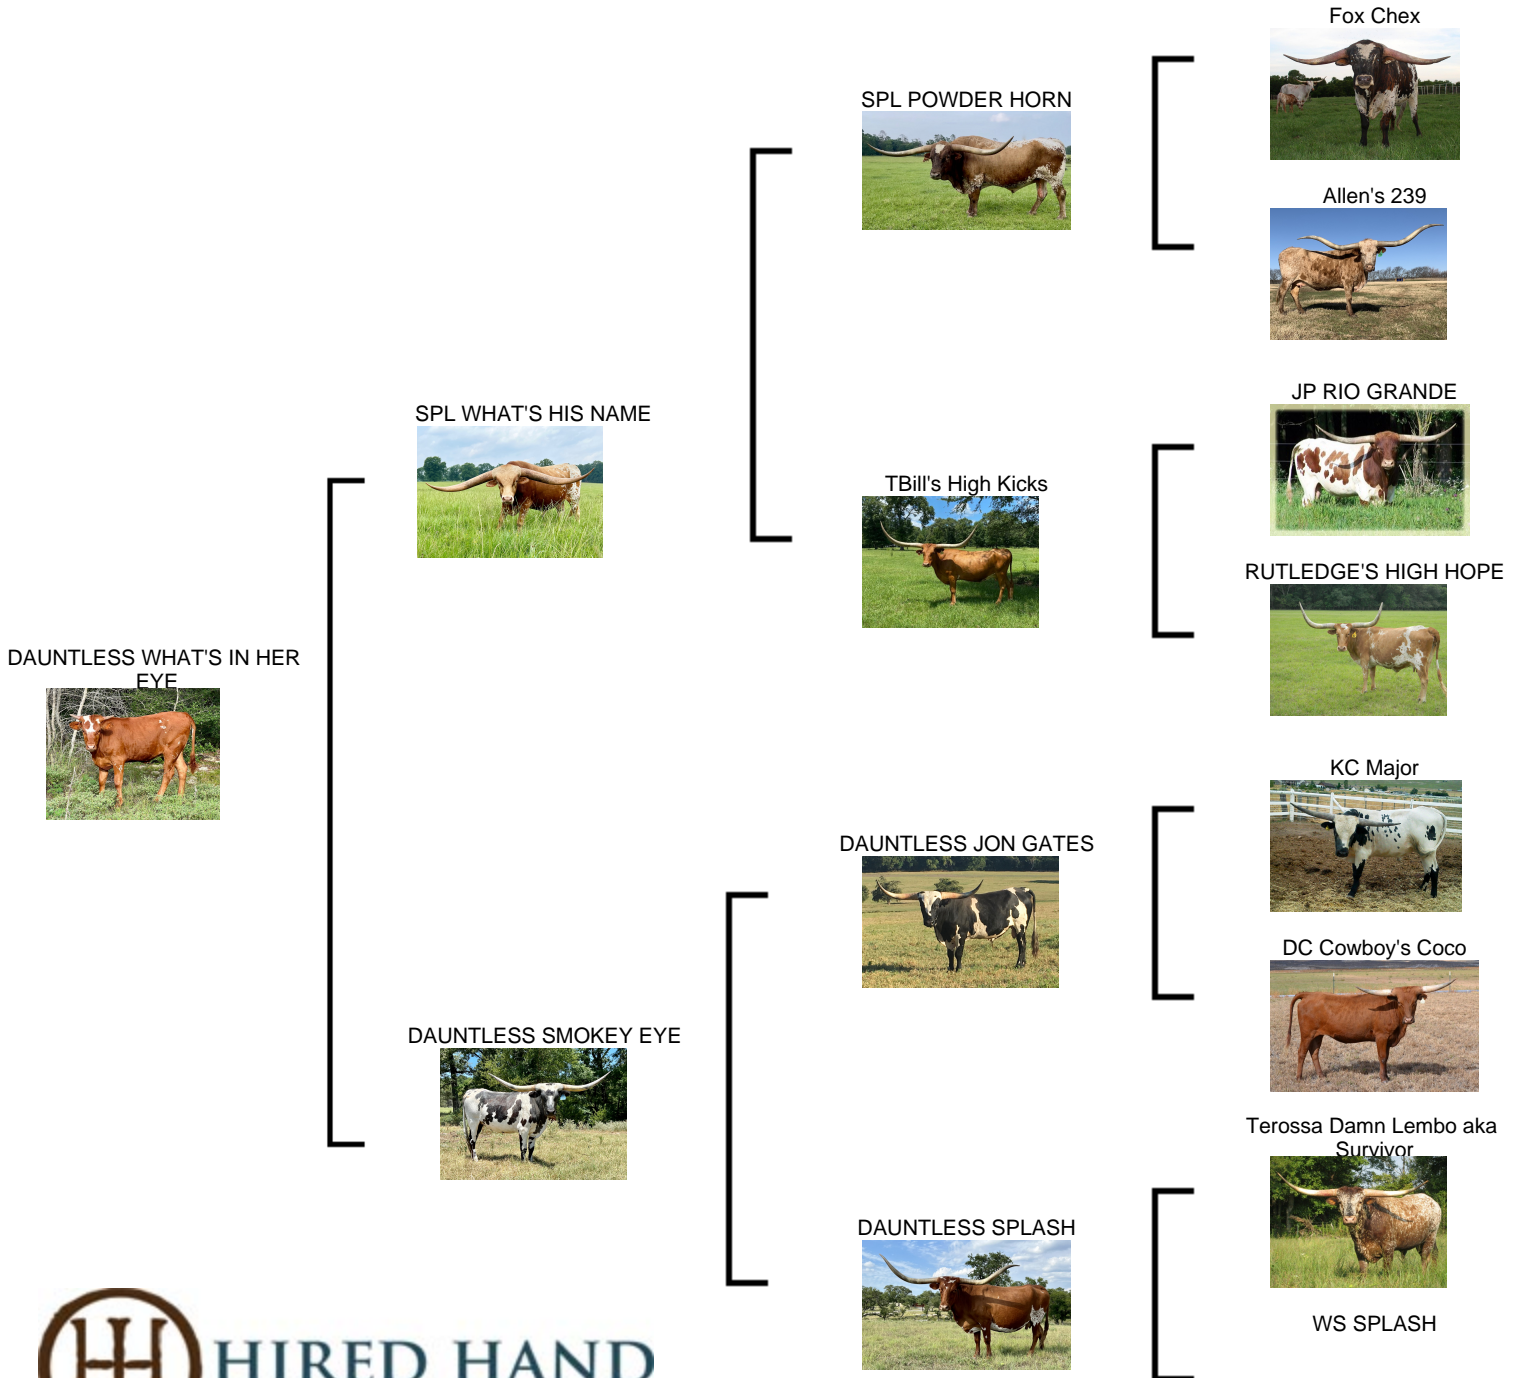 Fox Chex
SPL POWDER HORN
Allen's 239
JP RIO GRANDE
SPL WHAT'S HIS NAME
TBill's High Kicks
RUTLEDGE'S HIGH HOPE
DAUNTLESS WHAT'S IN HER
EYE
KC Major
DAUNTLESS JON GATES
DC Cowboy's Coco
DAUNTLESS SMOKEY EYE
Terossa Damn Lembo aka
Survivor
DAUNTLESS SPLASH
WS SPLASH
HIRED HAND